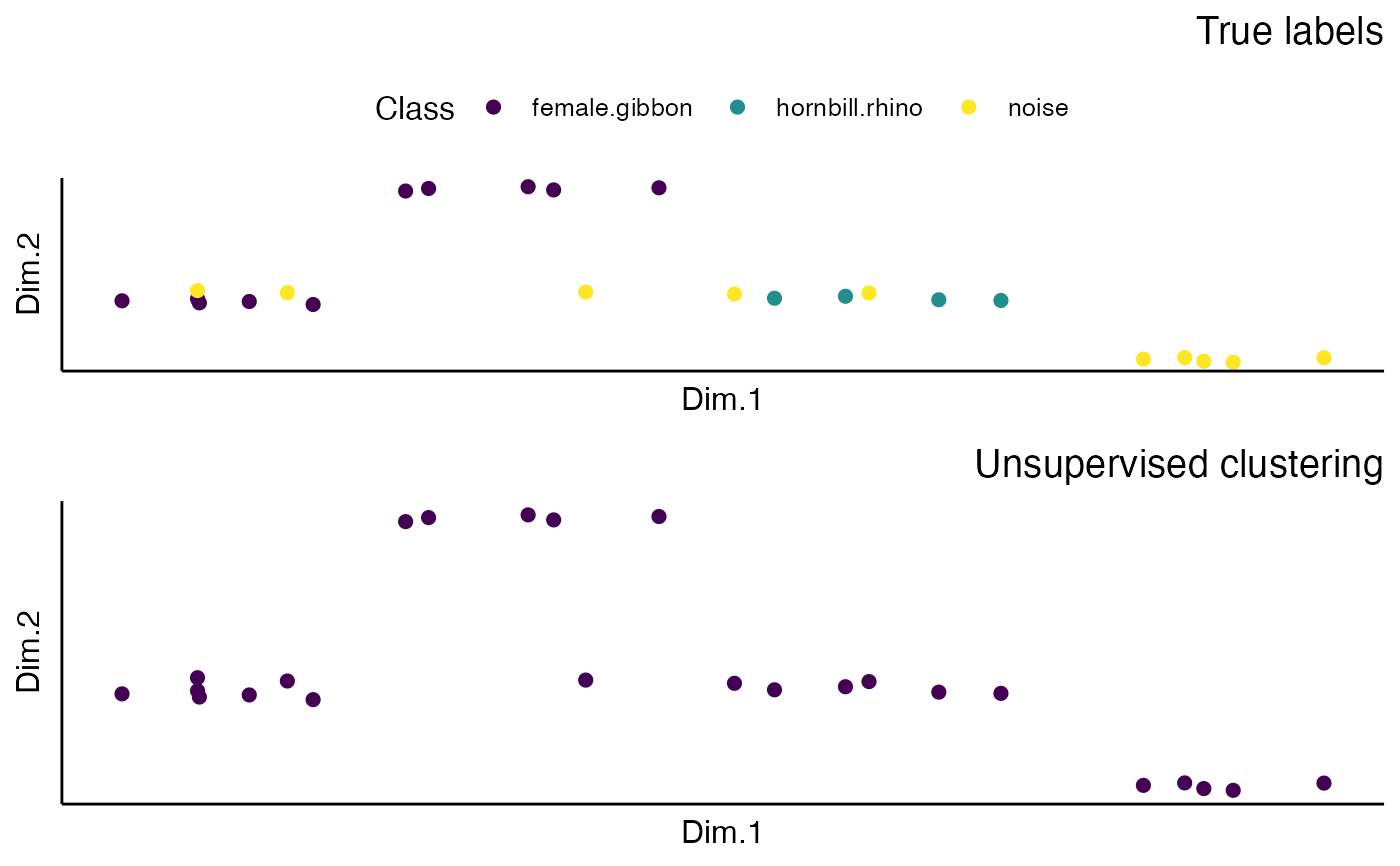 True labels
Class female.gibbon hornbill.rhino noise
Dim.2
Dim.1
Unsupervised clustering
Dim.2
Dim.1